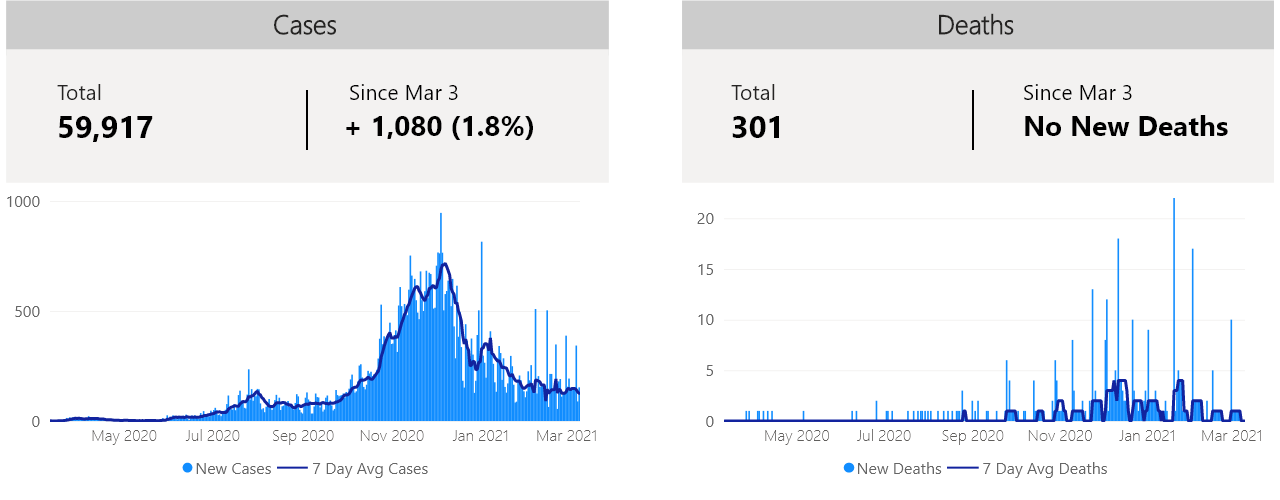 Cases
Total
Since Mar 3
59,917
+ 1,080 (1.8%)
1000
500
0
May 2020 Jul 2020 Sep 2020 Nov 2020 Jan 2021 Mar 2021
New Cases 7 Day Avg Cases
Deaths
Total
Since Mar 3
301
No New Deaths
20
15
10
5
0
May 2020 Jul 2020 Sep 2020 Nov 2020 Jan 2021 Mar 2021
New Deaths 7 Day Avg Deaths